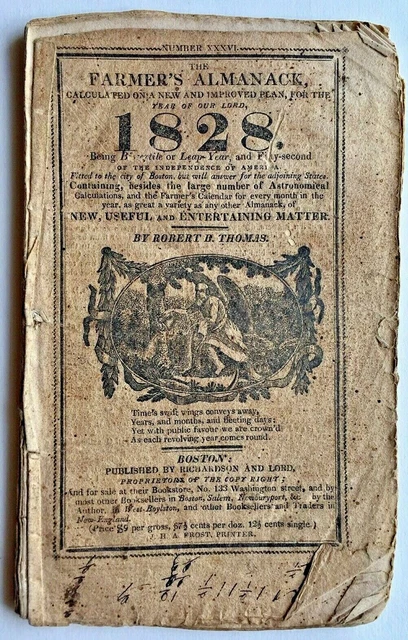 NUMBER XXXVI.
THE
FARMER'S ALMANACK,
CALCULATED ON A NEW AND IMPROVED PLAN, FOR THE
YEAR OF OUR LORD,
1828,
Being Bissextile or Leap-Year, and Fifty-second
OF THE INDEPENDENCE OF AMERICA.
Fitted to the city of Boston, but will answer for the adjoining States.
Containing, besides the large number of Astronomical
Calculations, and the Farmer's Calendar for every month in the
year, as great a variety as any other Almanack, of
NEW, USEFUL AND ENTERTAINING MATTER.
BY ROBERT B. THOMAS.
Time's swift wings conveys away,
Years, and months, and fleeting days;
Yet with public favour we are crown'd
As each revolving year comes round.
BOSTON:
PUBLISHED BY RICHARDSON AND LORD,
PROPRIETORS OF THE COPY RIGHT;
And for sale at their Bookstore, No. 133 Washington street, and by
most other Booksellers in Boston, Salem, Newburyport, &c. by the
Author, in West-Boylston, and other Booksellers and Traders in
New-England.
(Price $9 per gross, 87½ cents per doz. 12½ cents single.)
H. A. FROST, PRINTER.